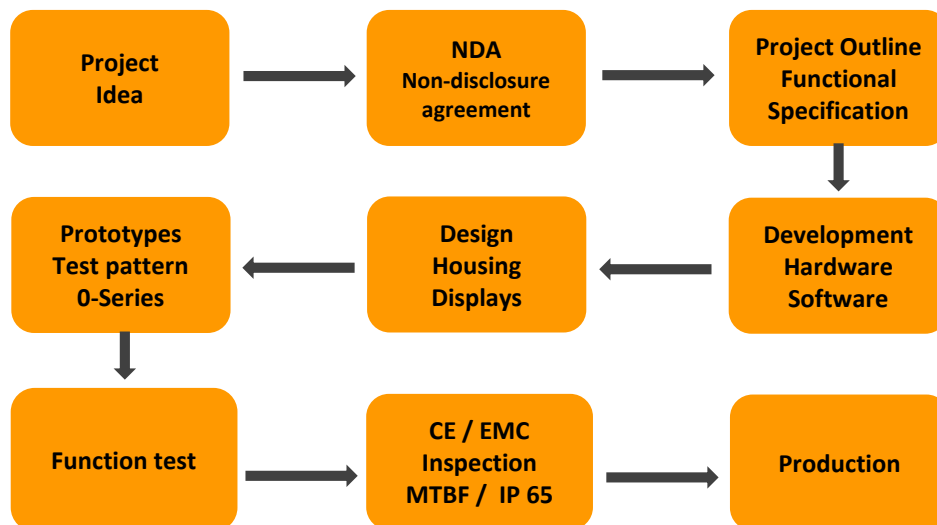 Project
Idea
NDA
Non-disclosure
agreement
Project Outline
Functional
Specification
Development
Hardware
Software
Design
Housing
Displays
Prototypes
Test pattern
0-Series
Function test
CE / EMC
Inspection
MTBF / IP 65
Production